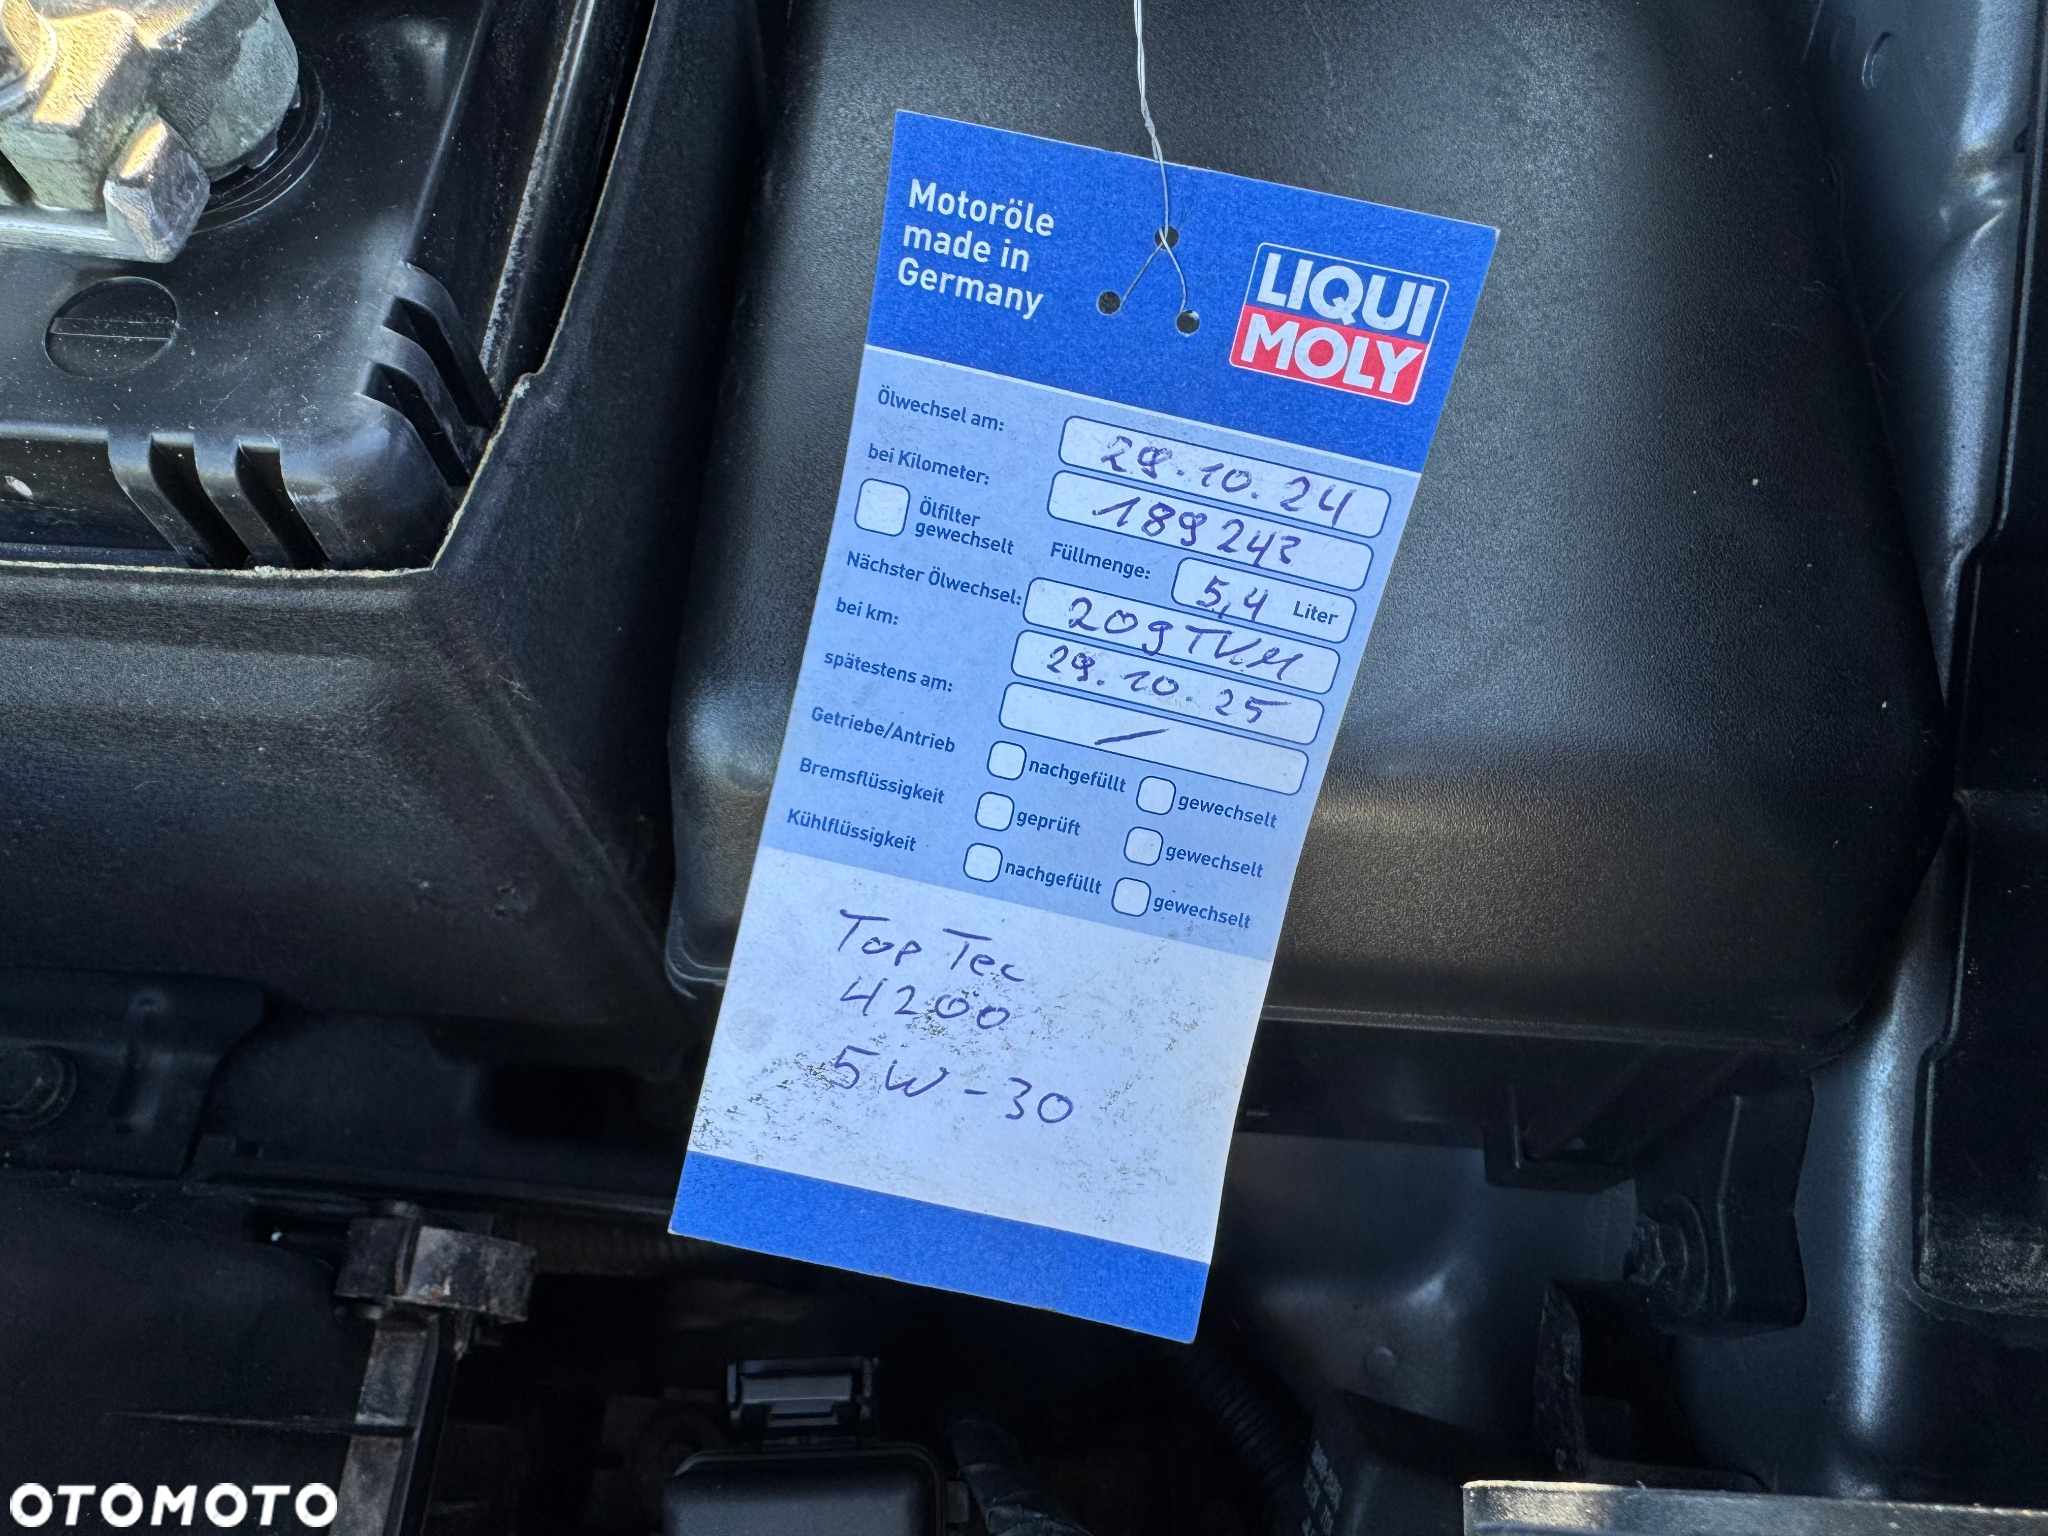 Motoröle
made in
Germany
LIQUI
MOLY
Ölwechsel am: 29.10.24
bei Kilometer: 189243
Ölfilter
gewechselt
Füllmenge: 5,4 Liter
Nächster Ölwechsel: 209TKM
bei km: 29.10.25
spätestens am: /
Getriebe/Antrieb nachgefüllt gewechselt
Bremsflüssigkeit geprüft gewechselt
Kühlflüssigkeit nachgefüllt gewechselt
Top Tec
4200
5W-30
OTOMOTO